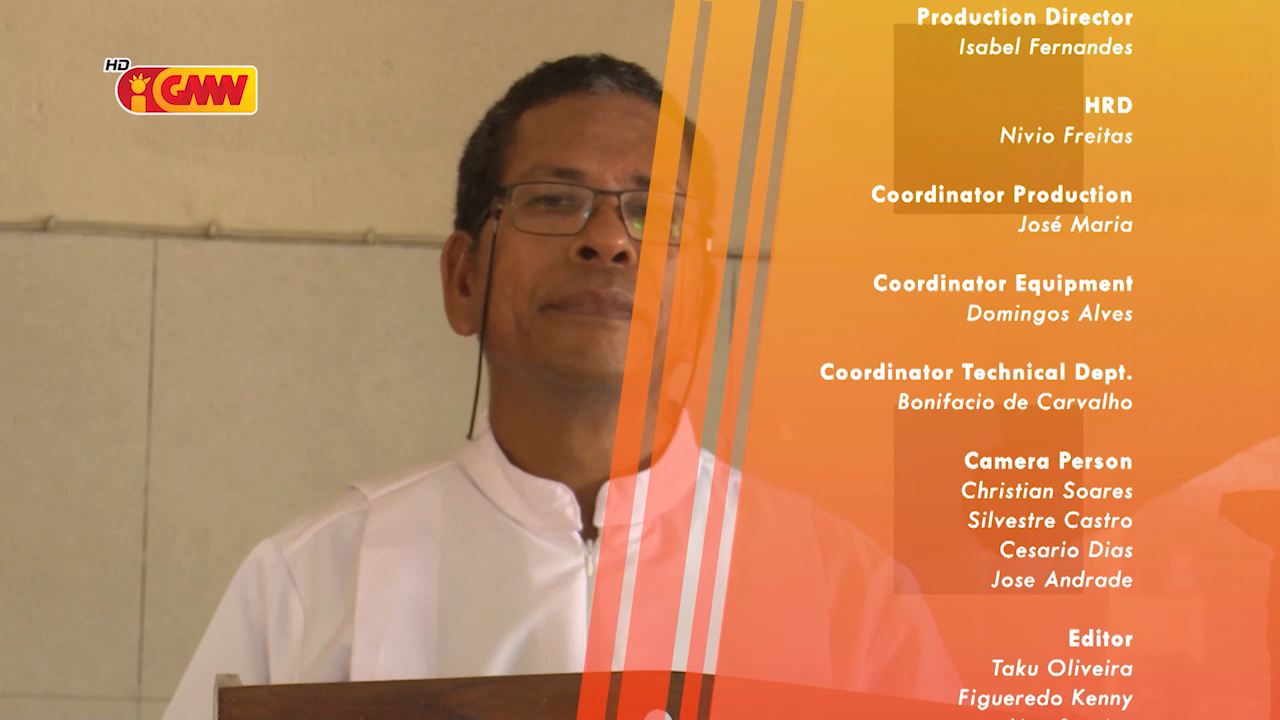 HD
GMW
Production Director
Isabel Fernandes
HRD
Nivio Freitas
Coordinator Production
José Maria
Coordinator Equipment
Domingos Alves
Coordinator Technical Dept.
Bonifacio de Carvalho
Camera Person
Christian Soares
Silvestre Castro
Cesario Dias
Jose Andrade
Editor
Taku Oliveira
Figueredo Kenny